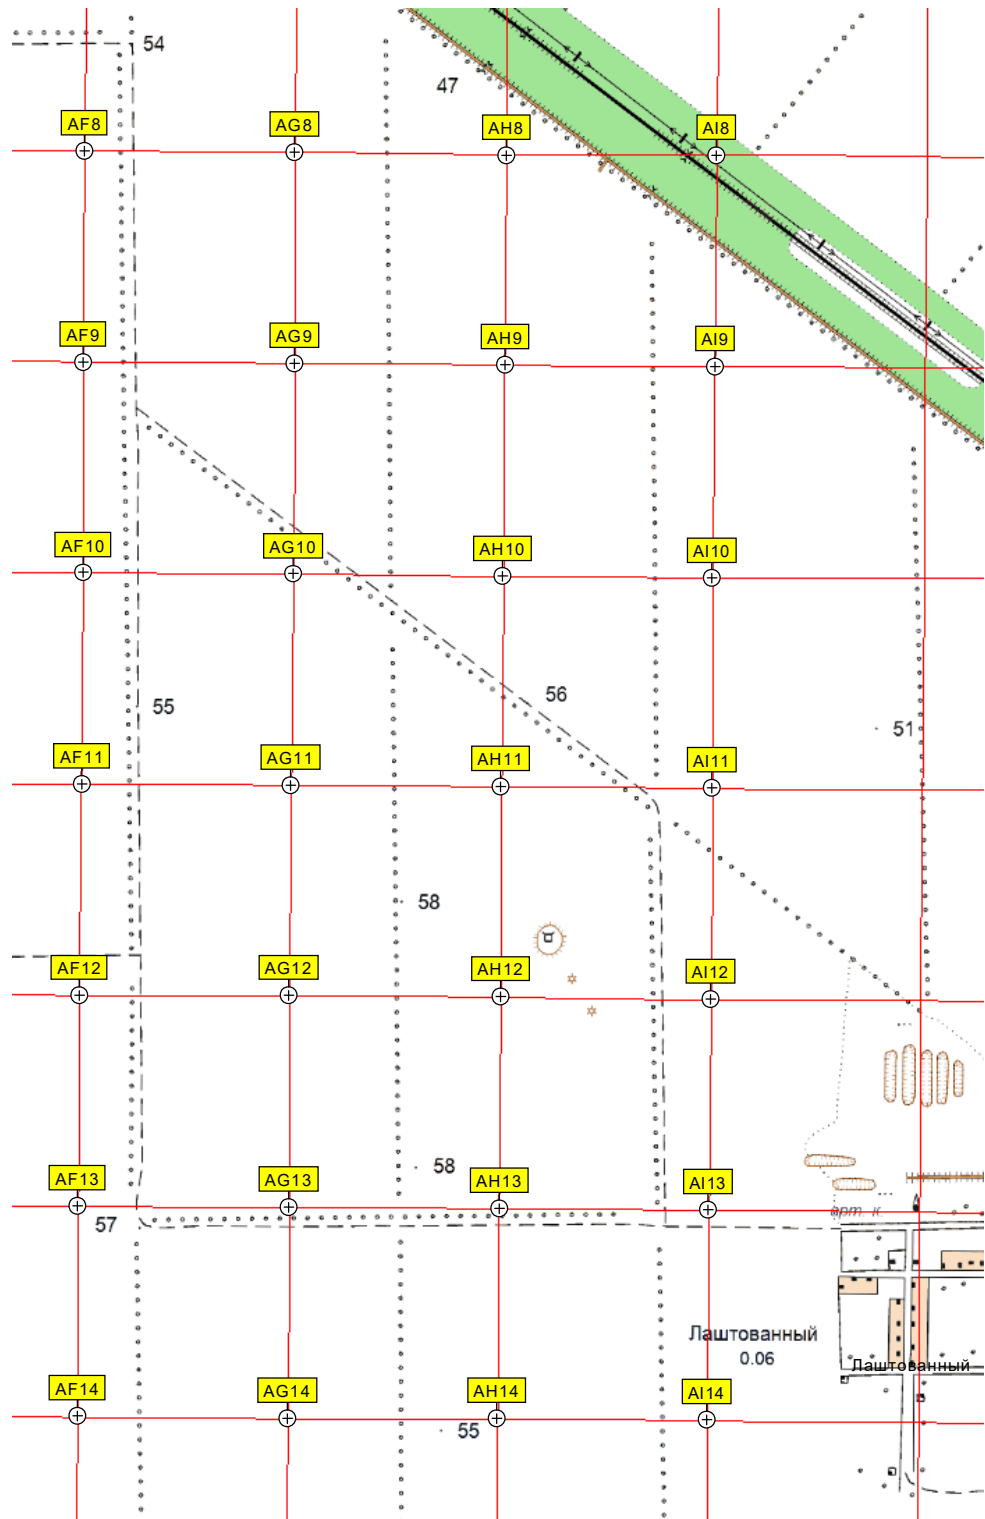 54
47
AF8
AG8
AH8
AI8
AF9
AG9
AH9
AI9
AF10
AG10
AH10
AI10
56
55
51
AF11
AG11
AH11
AI11
58
AF12
AG12
AH12
AI12
58
AF13
AG13
AH13
AI13
57
арт. к.
Лаштованный
0.06
Лаштованный
AF14
AG14
AH14
AI14
55